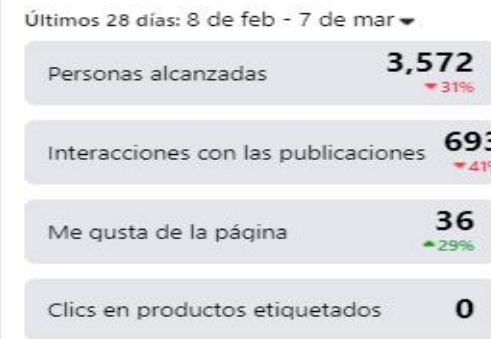 Últimos 28 días: 8 de feb - 7 de mar
Personas alcanzadas 3,572
31%
Interacciones con las publicaciones 693
41%
Me gusta de la página 36
29%
Clics en productos etiquetados 0